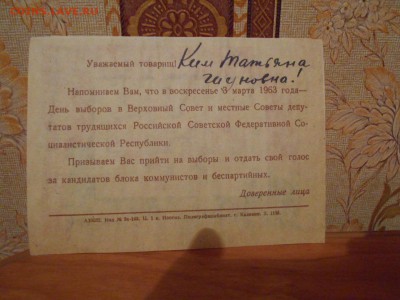 Уважаемый товарищ! Ким Татьяна
!
Напоминаем Вам, что в воскресенье 3 марта 1963 года—
День выборов в Верховный Совет и местные Советы депу-
татов трудящихся Российской Советской Федеративной Со-
циалистической Республики.
Призываем Вас прийти на выборы и отдать свой голос
за кандидатов блока коммунистов и беспартийных.
Доверенные лица